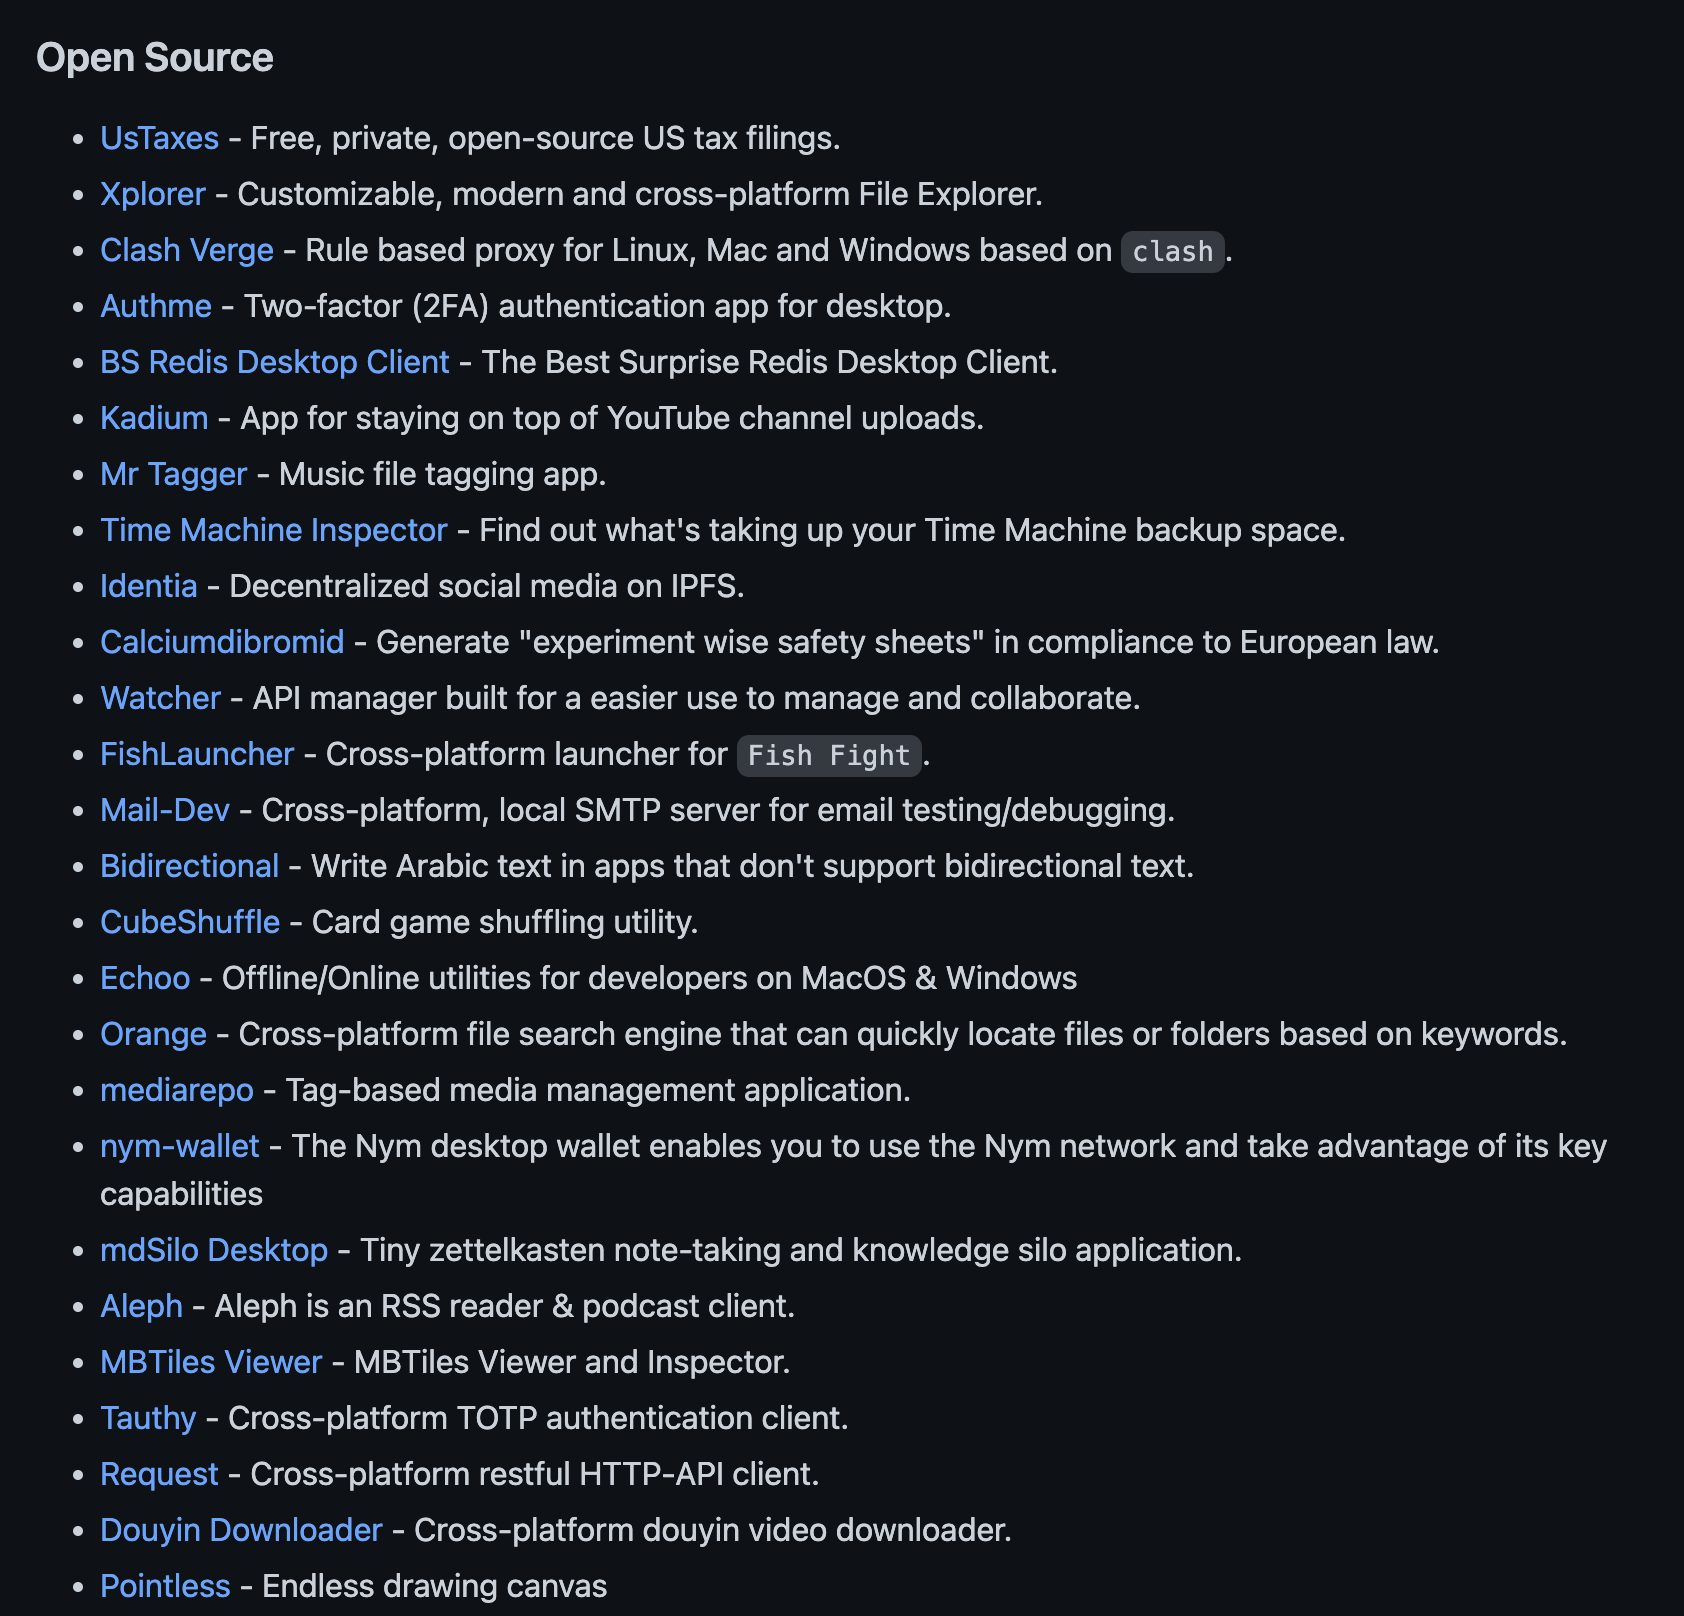 Open Source
• UsTaxes - Free, private, open-source US tax filings.
• Xplorer - Customizable, modern and cross-platform File Explorer.
• Clash Verge - Rule based proxy for Linux, Mac and Windows based on clash.
• Authme - Two-factor (2FA) authentication app for desktop.
• BS Redis Desktop Client - The Best Surprise Redis Desktop Client.
• Kadium - App for staying on top of YouTube channel uploads.
• Mr Tagger - Music file tagging app.
• Time Machine Inspector - Find out what's taking up your Time Machine backup space.
• Identia - Decentralized social media on IPFS.
• Calciumdibromid - Generate "experiment wise safety sheets" in compliance to European law.
• Watcher - API manager built for a easier use to manage and collaborate.
• FishLauncher - Cross-platform launcher for Fish Fight.
• Mail-Dev - Cross-platform, local SMTP server for email testing/debugging.
• Bidirectional - Write Arabic text in apps that don't support bidirectional text.
• CubeShuffle - Card game shuffling utility.
• Echoo - Offline/Online utilities for developers on MacOS & Windows
• Orange - Cross-platform file search engine that can quickly locate files or folders based on keywords.
• mediarepo - Tag-based media management application.
• nym-wallet - The Nym desktop wallet enables you to use the Nym network and take advantage of its key
capabilities
• mdSilo Desktop - Tiny zettelkasten note-taking and knowledge silo application.
• Aleph - Aleph is an RSS reader & podcast client.
• MBTiles Viewer - MBTiles Viewer and Inspector.
• Tauthy - Cross-platform TOTP authentication client.
• Request - Cross-platform restful HTTP-API client.
• Douyin Downloader - Cross-platform douyin video downloader.
• Pointless - Endless drawing canvas